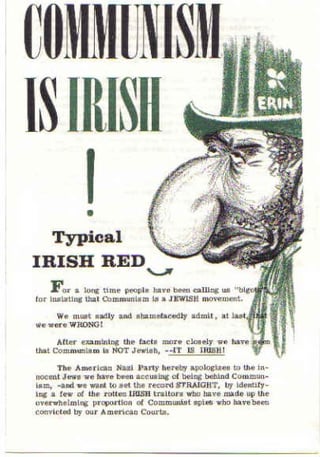 COMMUNISM
IS IRISH
!
ERIN
Typical
IRISH RED
For a long time people have been calling us "bigots"
for insisting that Communism is a JEWISH movement.
We must sadly and shamefacedly admit, at last, that
we were WRONG!
After examining the facts more closely we have seen
that Communism is NOT Jewish, --IT IS IRISH!
The American Nazi Party hereby apologizes to the in-
nocent Jews we have been accusing of being behind Commun-
ism, -and we want to set the record STRAIGHT, by identify-
ing a few of the rotten IRISH traitors who have made up the
overwhelming proportion of Communist spies who have been
convicted by our American Courts.